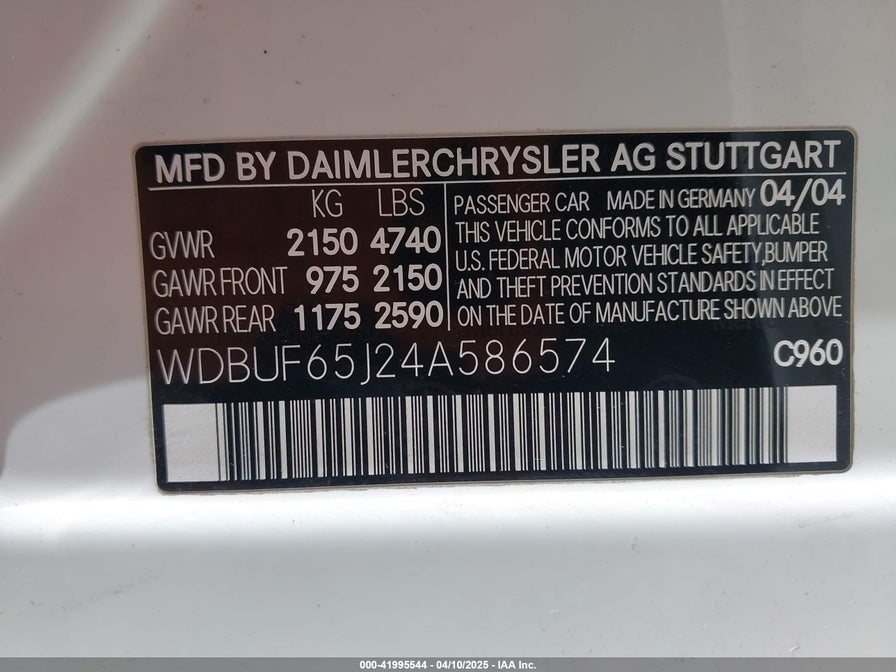 MFD BY DAIMLERCHRYSLER AG STUTTGART
KG LBS
GVWR 2150 4740
GAWR FRONT 975 2150
GAWR REAR 1175 2590
PASSENGER CAR MADE IN GERMANY 04/04
THIS VEHICLE CONFORMS TO ALL APPLICABLE
U.S. FEDERAL MOTOR VEHICLE SAFETY, BUMPER
AND THEFT PREVENTION STANDARDS IN EFFECT
ON THE DATE OF MANUFACTURE SHOWN ABOVE
WDBUF65J24A586574 C960
000-41995544 - 04/10/2025 - IAA Inc.